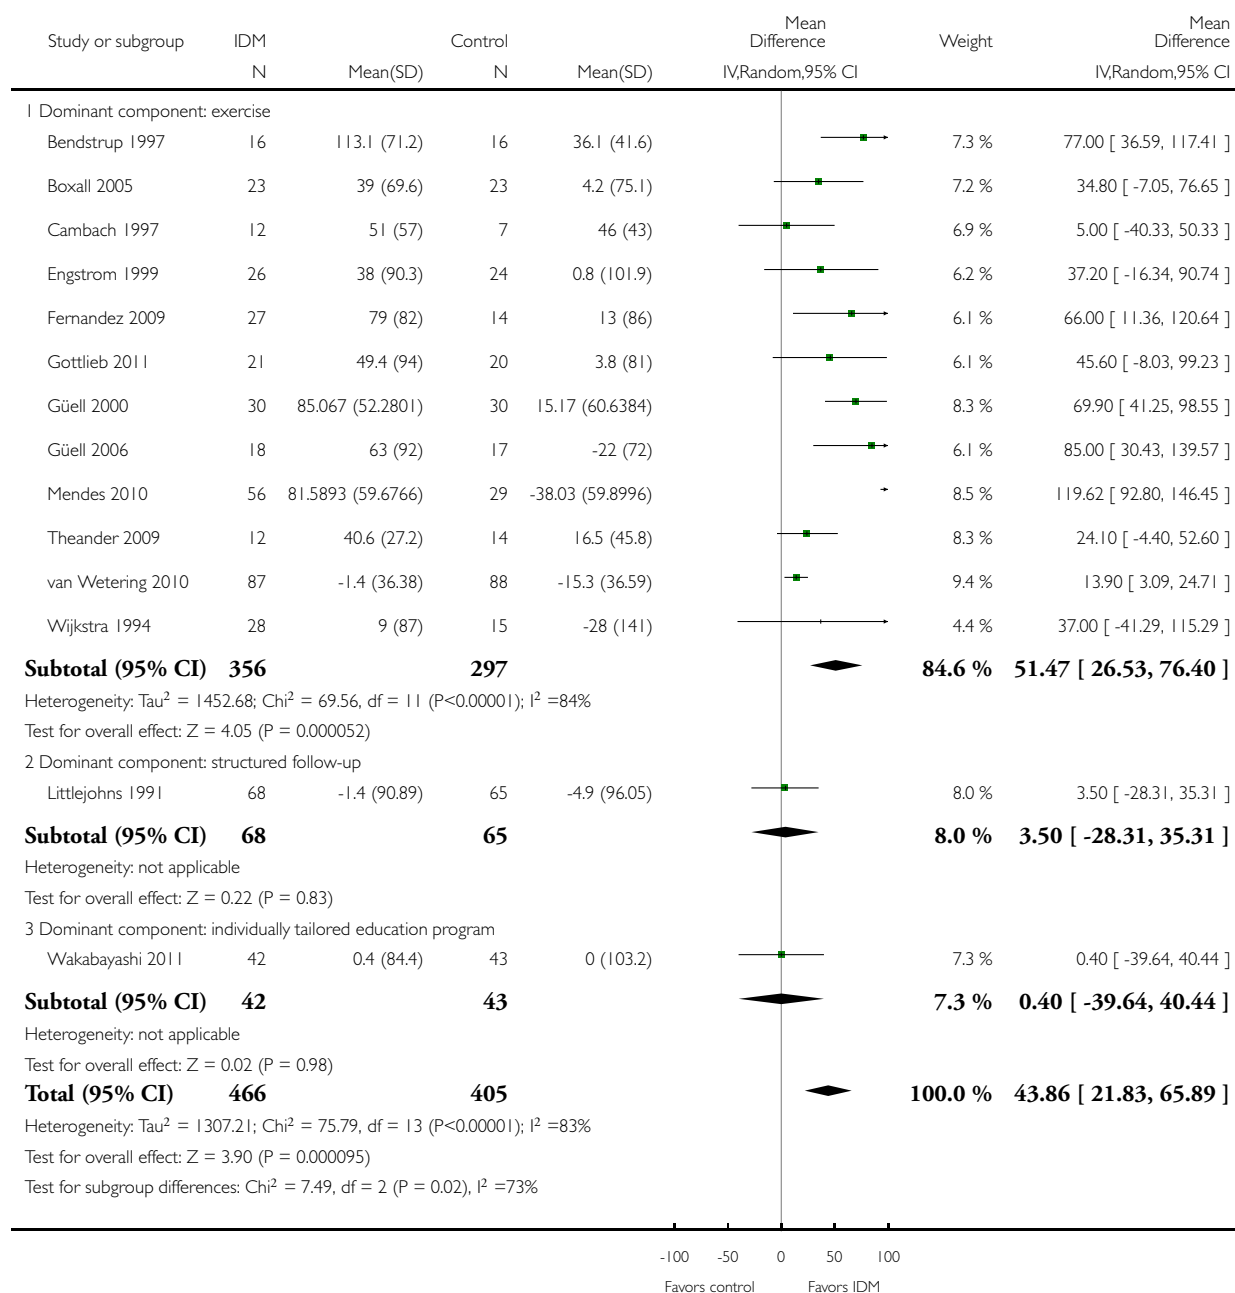 Study or subgroup IDM Control Mean Difference Weight Mean Difference
N Mean(SD) N Mean(SD) IV,Random,95% CI IV,Random,95% CI
1 Dominant component: exercise
Bendstrup 1997 16 113.1 (71.2) 16 36.1 (41.6) 7.3 % 77.00 [ 36.59, 117.41 ]
Boxall 2005 23 39 (69.6) 23 4.2 (75.1) 7.2 % 34.80 [ -7.05, 76.65 ]
Cambach 1997 12 51 (57) 7 46 (43) 6.9 % 5.00 [ -40.33, 50.33 ]
Engstrom 1999 26 38 (90.3) 24 0.8 (101.9) 6.2 % 37.20 [ -16.34, 90.74 ]
Fernandez 2009 27 79 (82) 14 13 (86) 6.1 % 66.00 [ 11.36, 120.64 ]
Gottlieb 2011 21 49.4 (94) 20 3.8 (81) 6.1 % 45.60 [ -8.03, 99.23 ]
Güell 2000 30 85.067 (52.2801) 30 15.17 (60.6384) 8.3 % 69.90 [ 41.25, 98.55 ]
Güell 2006 18 63 (92) 17 -22 (72) 6.1 % 85.00 [ 30.43, 139.57 ]
Mendes 2010 56 81.5893 (59.6766) 29 -38.03 (59.8996) 8.5 % 119.62 [ 92.80, 146.45 ]
Theander 2009 12 40.6 (27.2) 14 16.5 (45.8) 8.3 % 24.10 [ -4.40, 52.60 ]
van Wetering 2010 87 -1.4 (36.38) 88 -15.3 (36.59) 9.4 % 13.90 [ 3.09, 24.71 ]
Wijkstra 1994 28 9 (87) 15 -28 (141) 4.4 % 37.00 [ -41.29, 115.29 ]
Subtotal (95% CI) 356 297 84.6 % 51.47 [ 26.53, 76.40 ]
Heterogeneity: Tau² = 1452.68; Chi² = 69.56, df = 11 (P<0.00001); I² =84%
Test for overall effect: Z = 4.05 (P = 0.000052)
2 Dominant component: structured follow-up
Littlejohns 1991 68 -1.4 (90.89) 65 -4.9 (96.05) 8.0 % 3.50 [ -28.31, 35.31 ]
Subtotal (95% CI) 68 65 8.0 % 3.50 [ -28.31, 35.31 ]
Heterogeneity: not applicable
Test for overall effect: Z = 0.22 (P = 0.83)
3 Dominant component: individually tailored education program
Wakabayashi 2011 42 0.4 (84.4) 43 0 (103.2) 7.3 % 0.40 [ -39.64, 40.44 ]
Subtotal (95% CI) 42 43 7.3 % 0.40 [ -39.64, 40.44 ]
Heterogeneity: not applicable
Test for overall effect: Z = 0.02 (P = 0.98)
Total (95% CI) 466 405 100.0 % 43.86 [ 21.83, 65.89 ]
Heterogeneity: Tau² = 1307.21; Chi² = 75.79, df = 13 (P<0.00001); I² =83%
Test for overall effect: Z = 3.90 (P = 0.000095)
Test for subgroup differences: Chi² = 7.49, df = 2 (P = 0.02), I² =73%
-100 -50 0 50 100
Favors control Favors IDM